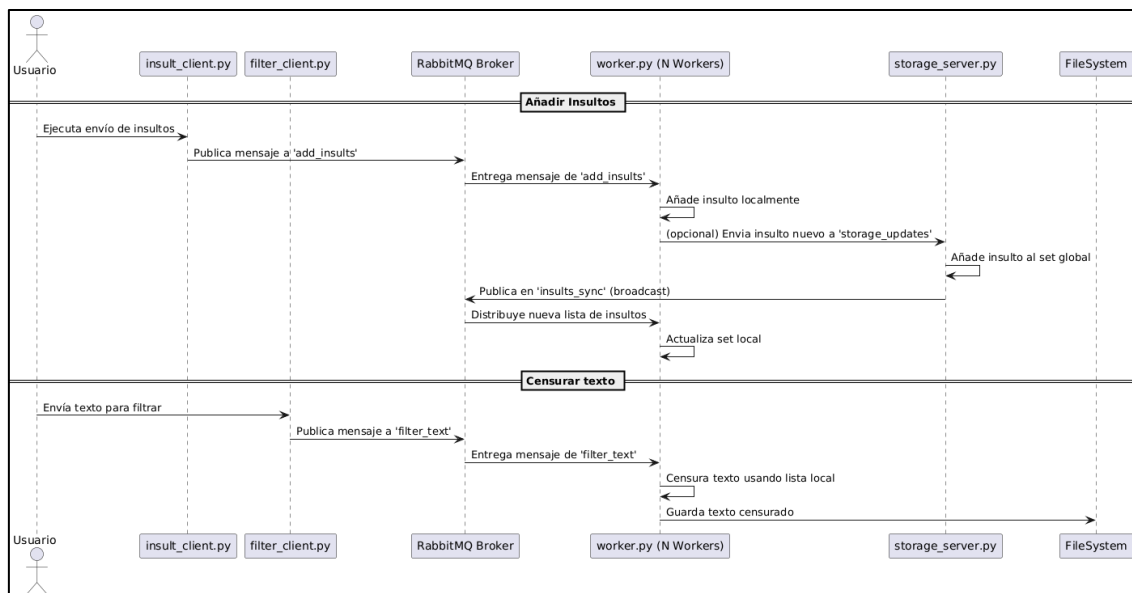 Usuario
insult_client.py
filter_client.py
RabbitMQ Broker
worker.py (N Workers)
storage_server.py
FileSystem
Añadir Insultos
Ejecuta envío de insultos
Publica mensaje a 'add_insults'
Entrega mensaje de 'add_insults'
Añade insulto localmente
(opcional) Envia insulto nuevo a 'storage_updates'
Añade insulto al set global
Publica en 'insults_sync' (broadcast)
Distribuye nueva lista de insultos
Actualiza set local
Censurar texto
Envía texto para filtrar
Publica mensaje a 'filter_text'
Entrega mensaje de 'filter_text'
Censura texto usando lista local
Guarda texto censurado
Usuario
insult_client.py
filter_client.py
RabbitMQ Broker
worker.py (N Workers)
storage_server.py
FileSystem